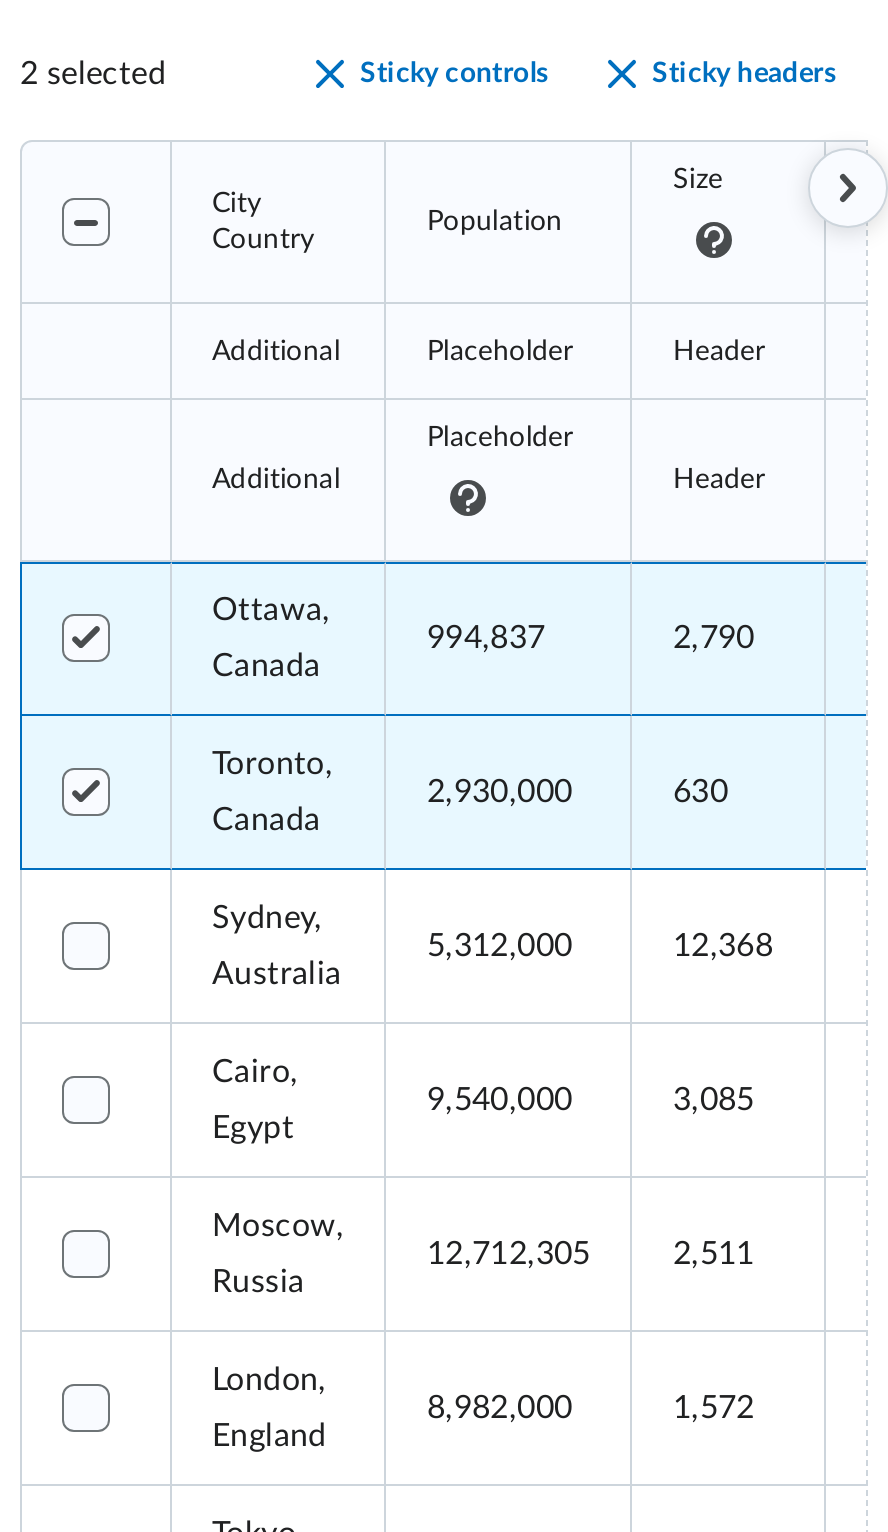 2 selected Sticky controls Sticky headers
City
Country
Population
Size
Additional Placeholder Header
Placeholder
Additional
Header
Ottawa,
Canada
994,837
2,790
Toronto,
Canada
2,930,000
630
Sydney,
Australia
5,312,000
12,368
Cairo,
Egypt
9,540,000
3,085
Moscow,
Russia
12,712,305
2,511
London,
England
8,982,000
1,572